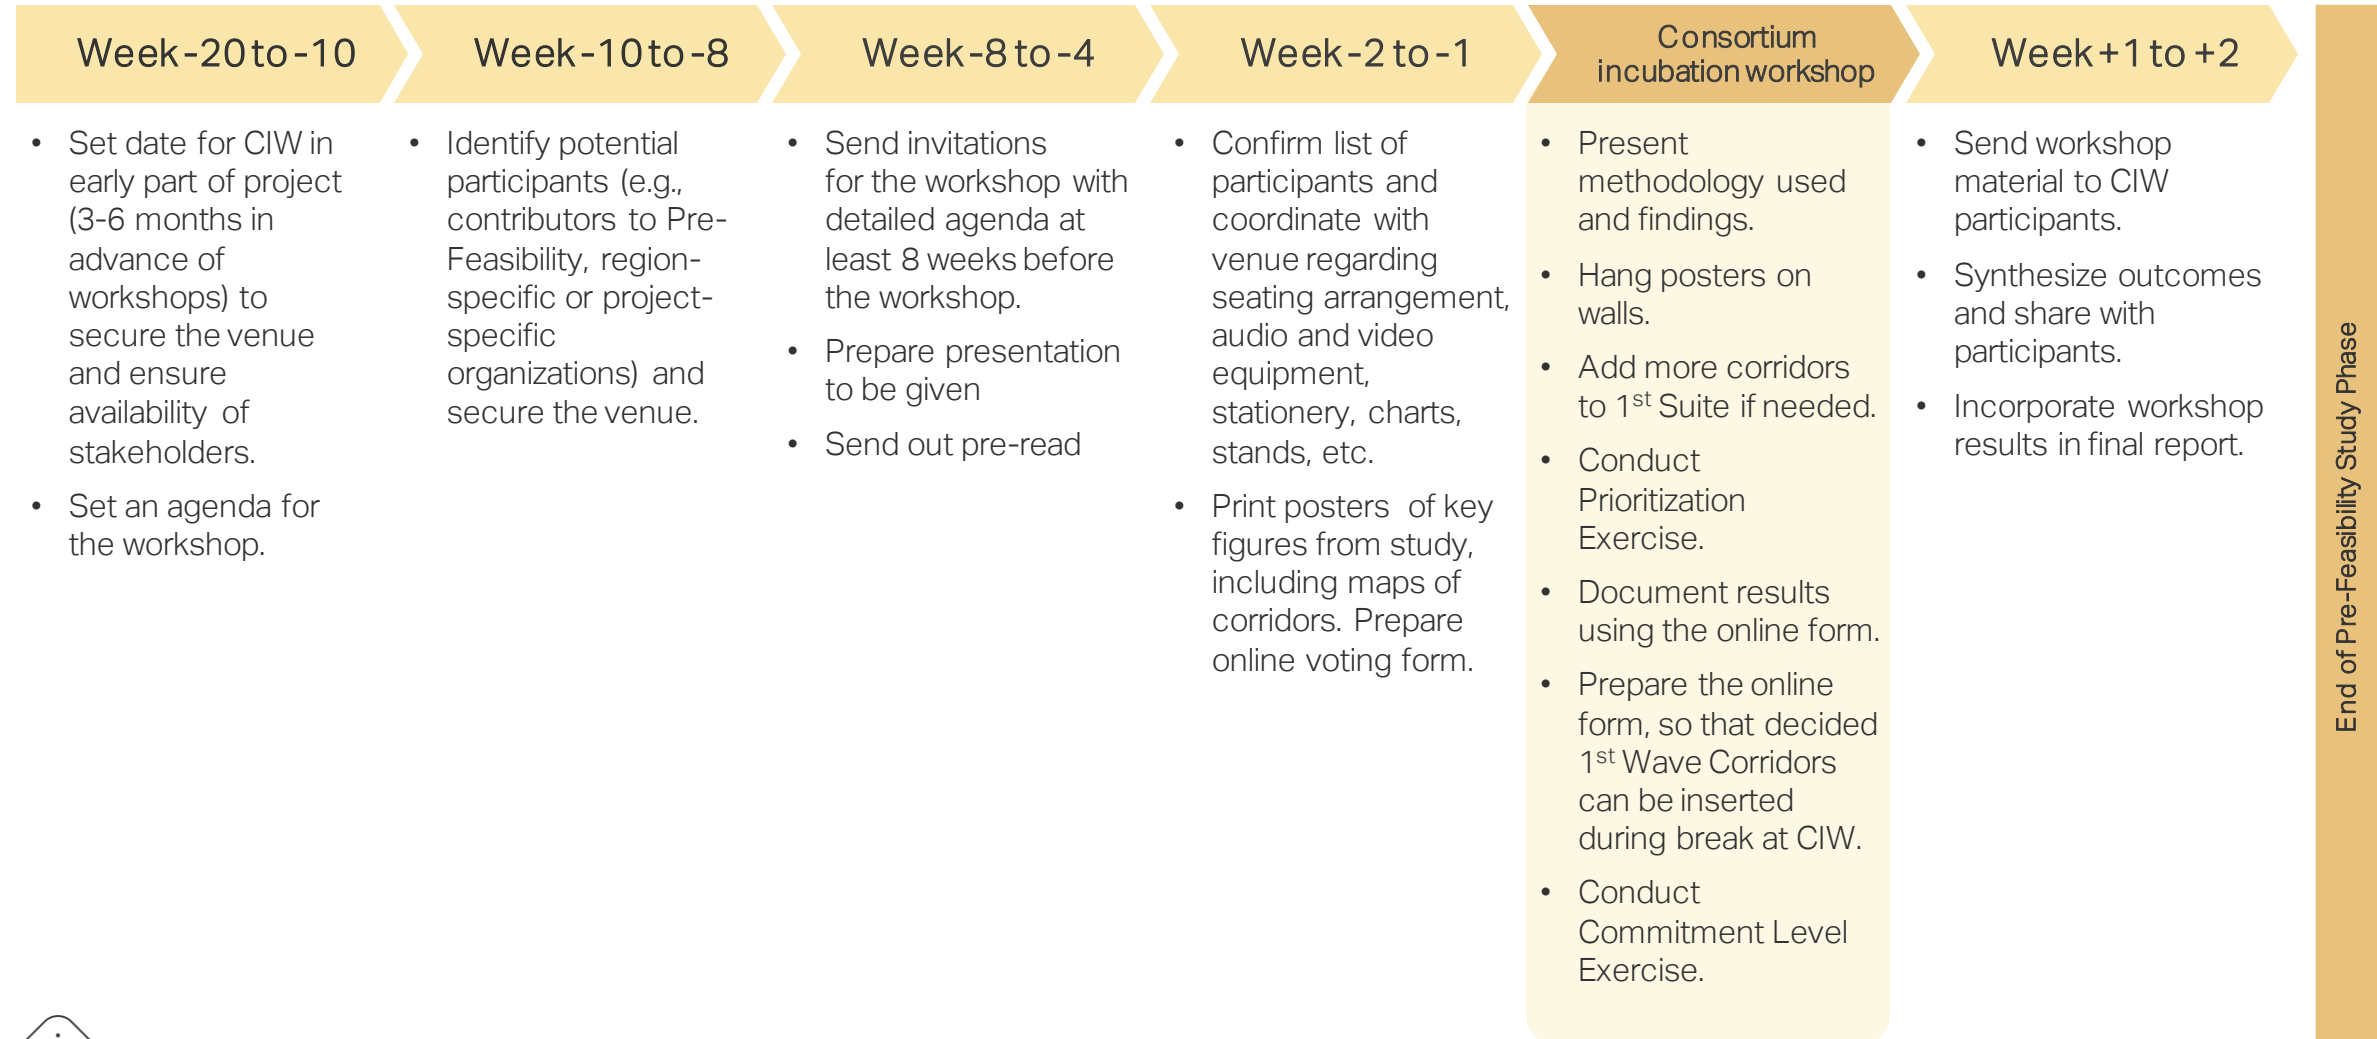 Week -20 to -10
• Set date for CIW in
early part of project
(3-6 months in
advance of
workshops) to
secure the venue
and ensure
availability of
stakeholders.
• Set an agenda for
the workshop.
Week -10 to -8
• Identify potential
participants (e.g.,
contributors to Pre-
Feasibility, region-
specific or project-
specific
organizations) and
secure the venue.
Week -8 to -4
• Send invitations
for the workshop with
detailed agenda at
least 8 weeks before
the workshop.
• Prepare presentation
to be given
• Send out pre-read
Week -2 to -1
• Confirm list of
participants and
coordinate with
venue regarding
seating arrangement,
audio and video
equipment,
stationery, charts,
stands, etc.
• Print posters of key
figures from study,
including maps of
corridors. Prepare
online voting form.
Consortium
incubation workshop
• Present
methodology used
and findings.
• Hang posters on
walls.
• Add more corridors
to 1st Suite if needed.
• Conduct
Prioritization
Exercise.
• Document results
using the online form.
• Prepare the online
form, so that decided
1st Wave Corridors
can be inserted
during break at CIW.
• Conduct
Commitment Level
Exercise.
Week +1 to +2
• Send workshop
material to CIW
participants.
• Synthesize outcomes
and share with
participants.
• Incorporate workshop
results in final report.
End of Pre-Feasibility Study Phase